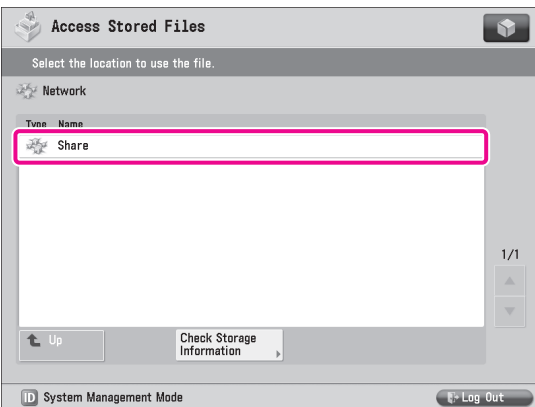 Access Stored Files
Select the location to use the file.
Network
Type Name
Share
1/1
Up
Check Storage
Information
ID System Management Mode
Log Out